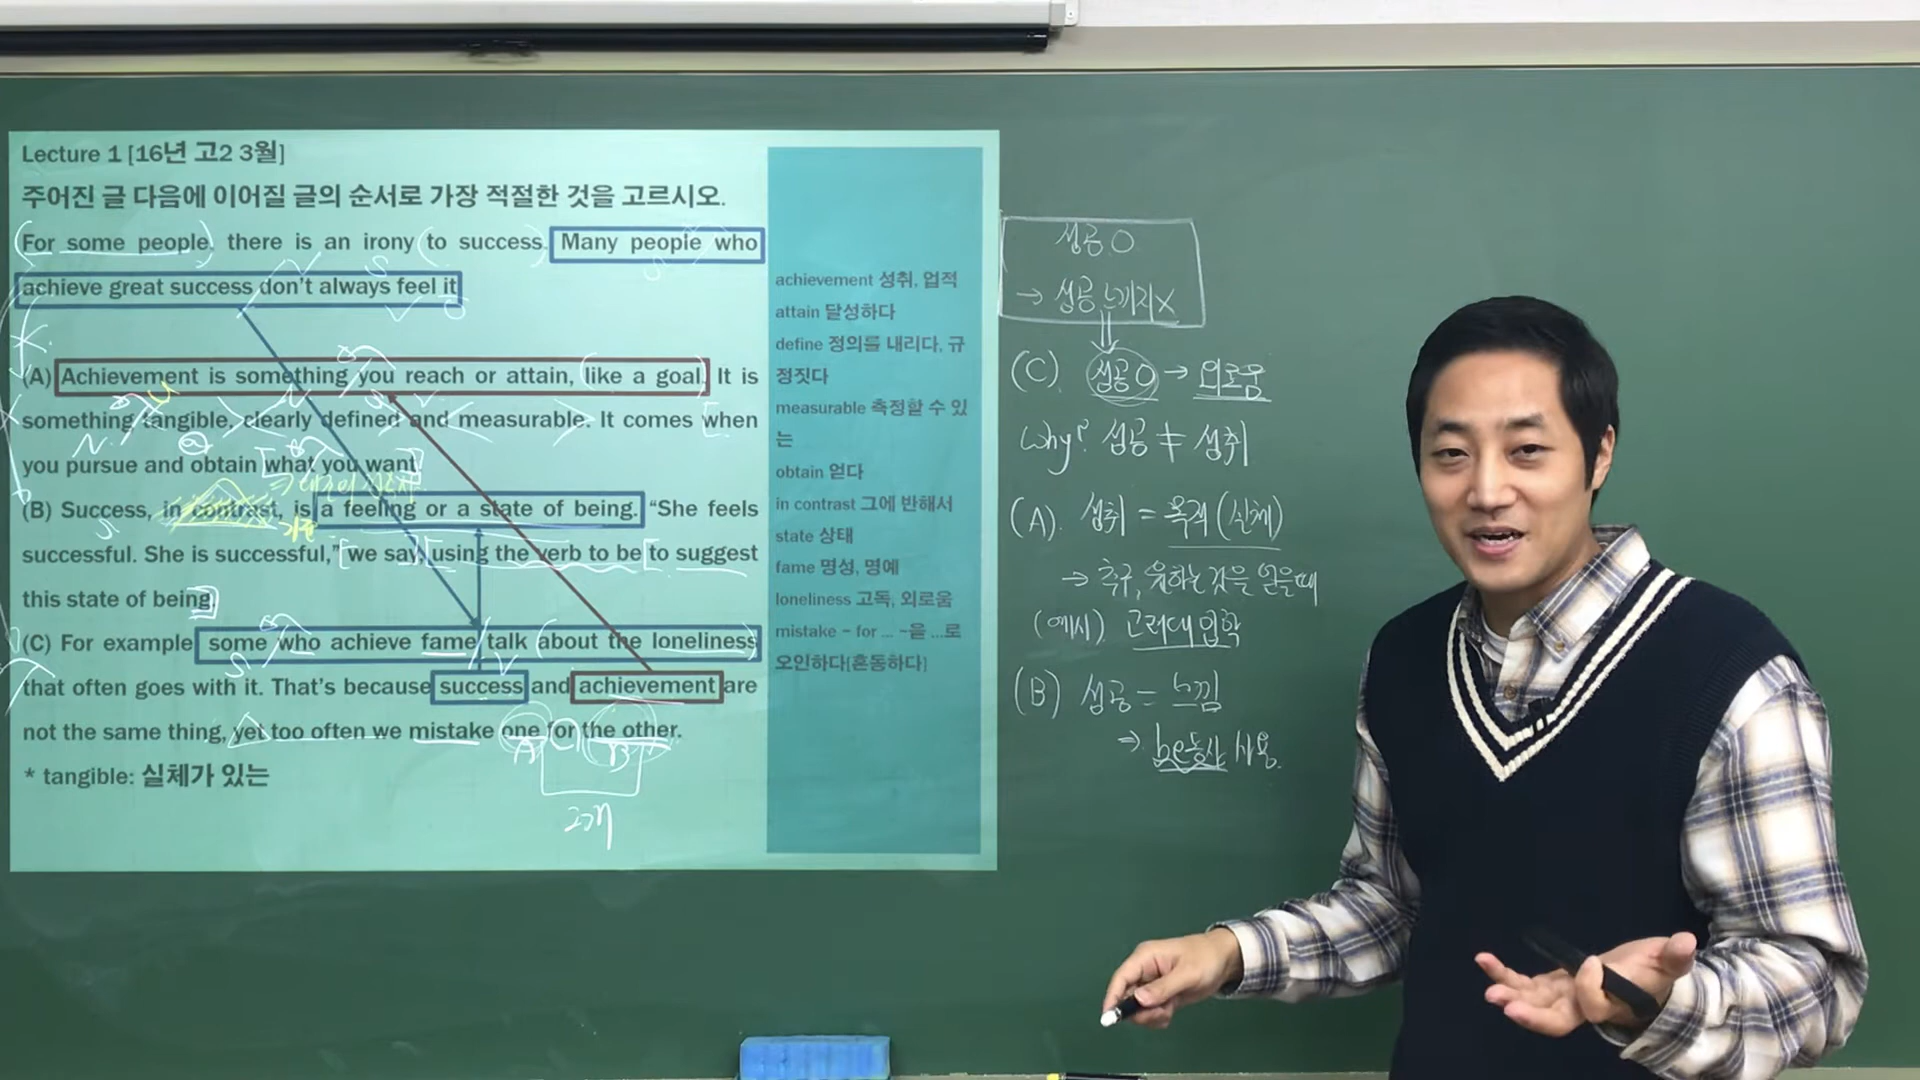 Lecture 1 [16년 고2 3월]
주어진 글 다음에 이어질 글의 순서로 가장 적절한 것을 고르시오.
For some people, there is an irony to success. Many people who
achieve great success don't always feel it
(A) Achievement is something you reach or attain, like a goal. It is
something tangible, clearly defined and measurable. It comes when
you pursue and obtain what you want.
(B) Success, in contrast, is a feeling or a state of being. "She feels
successful. She is successful," we say, using the verb to be to suggest
this state of being.
(C) For example some who achieve fame talk about the loneliness
that often goes with it. That's because success and achievement are
not the same thing, yet too often we mistake one for the other.
* tangible: 실체가 있는
2개
achievement 성취, 업적
attain 달성하다
define 정의를 내리다, 규
정짓다
measurable 측정할 수 있
는
obtain 얻다
in contrast 그에 반해서
state 상태
fame 명성, 명예
loneliness 고독, 외로움
mistake ~ for ... ~을 ...로
오인하다{혼동하다}
성공 O
→ 성공 느끼지 X
(C). 성공 O → 외로움
Why? 성공 ≠ 성취
(A). 성취 = 목적 (실체)
→ 추구, 원하는 것을 얻을 때
(예시) 고려대 입학
(B) 성공 = 느낌
⇒ be동사 사용.